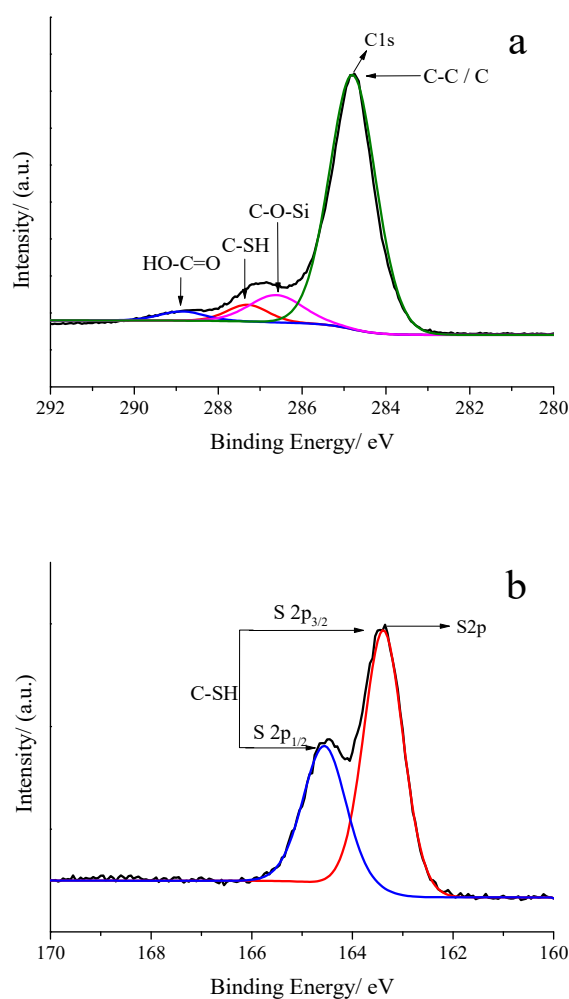 a
C1s
C-C / C
C-O-Si
C-SH
HO-C=O
Intensity/ (a.u.)
292 290 288 286 284 282 280
Binding Energy/ eV
b
S 2p3/2
S2p
C-SH
S 2p1/2
Intensity/ (a.u.)
170 168 166 164 162 160
Binding Energy/ eV